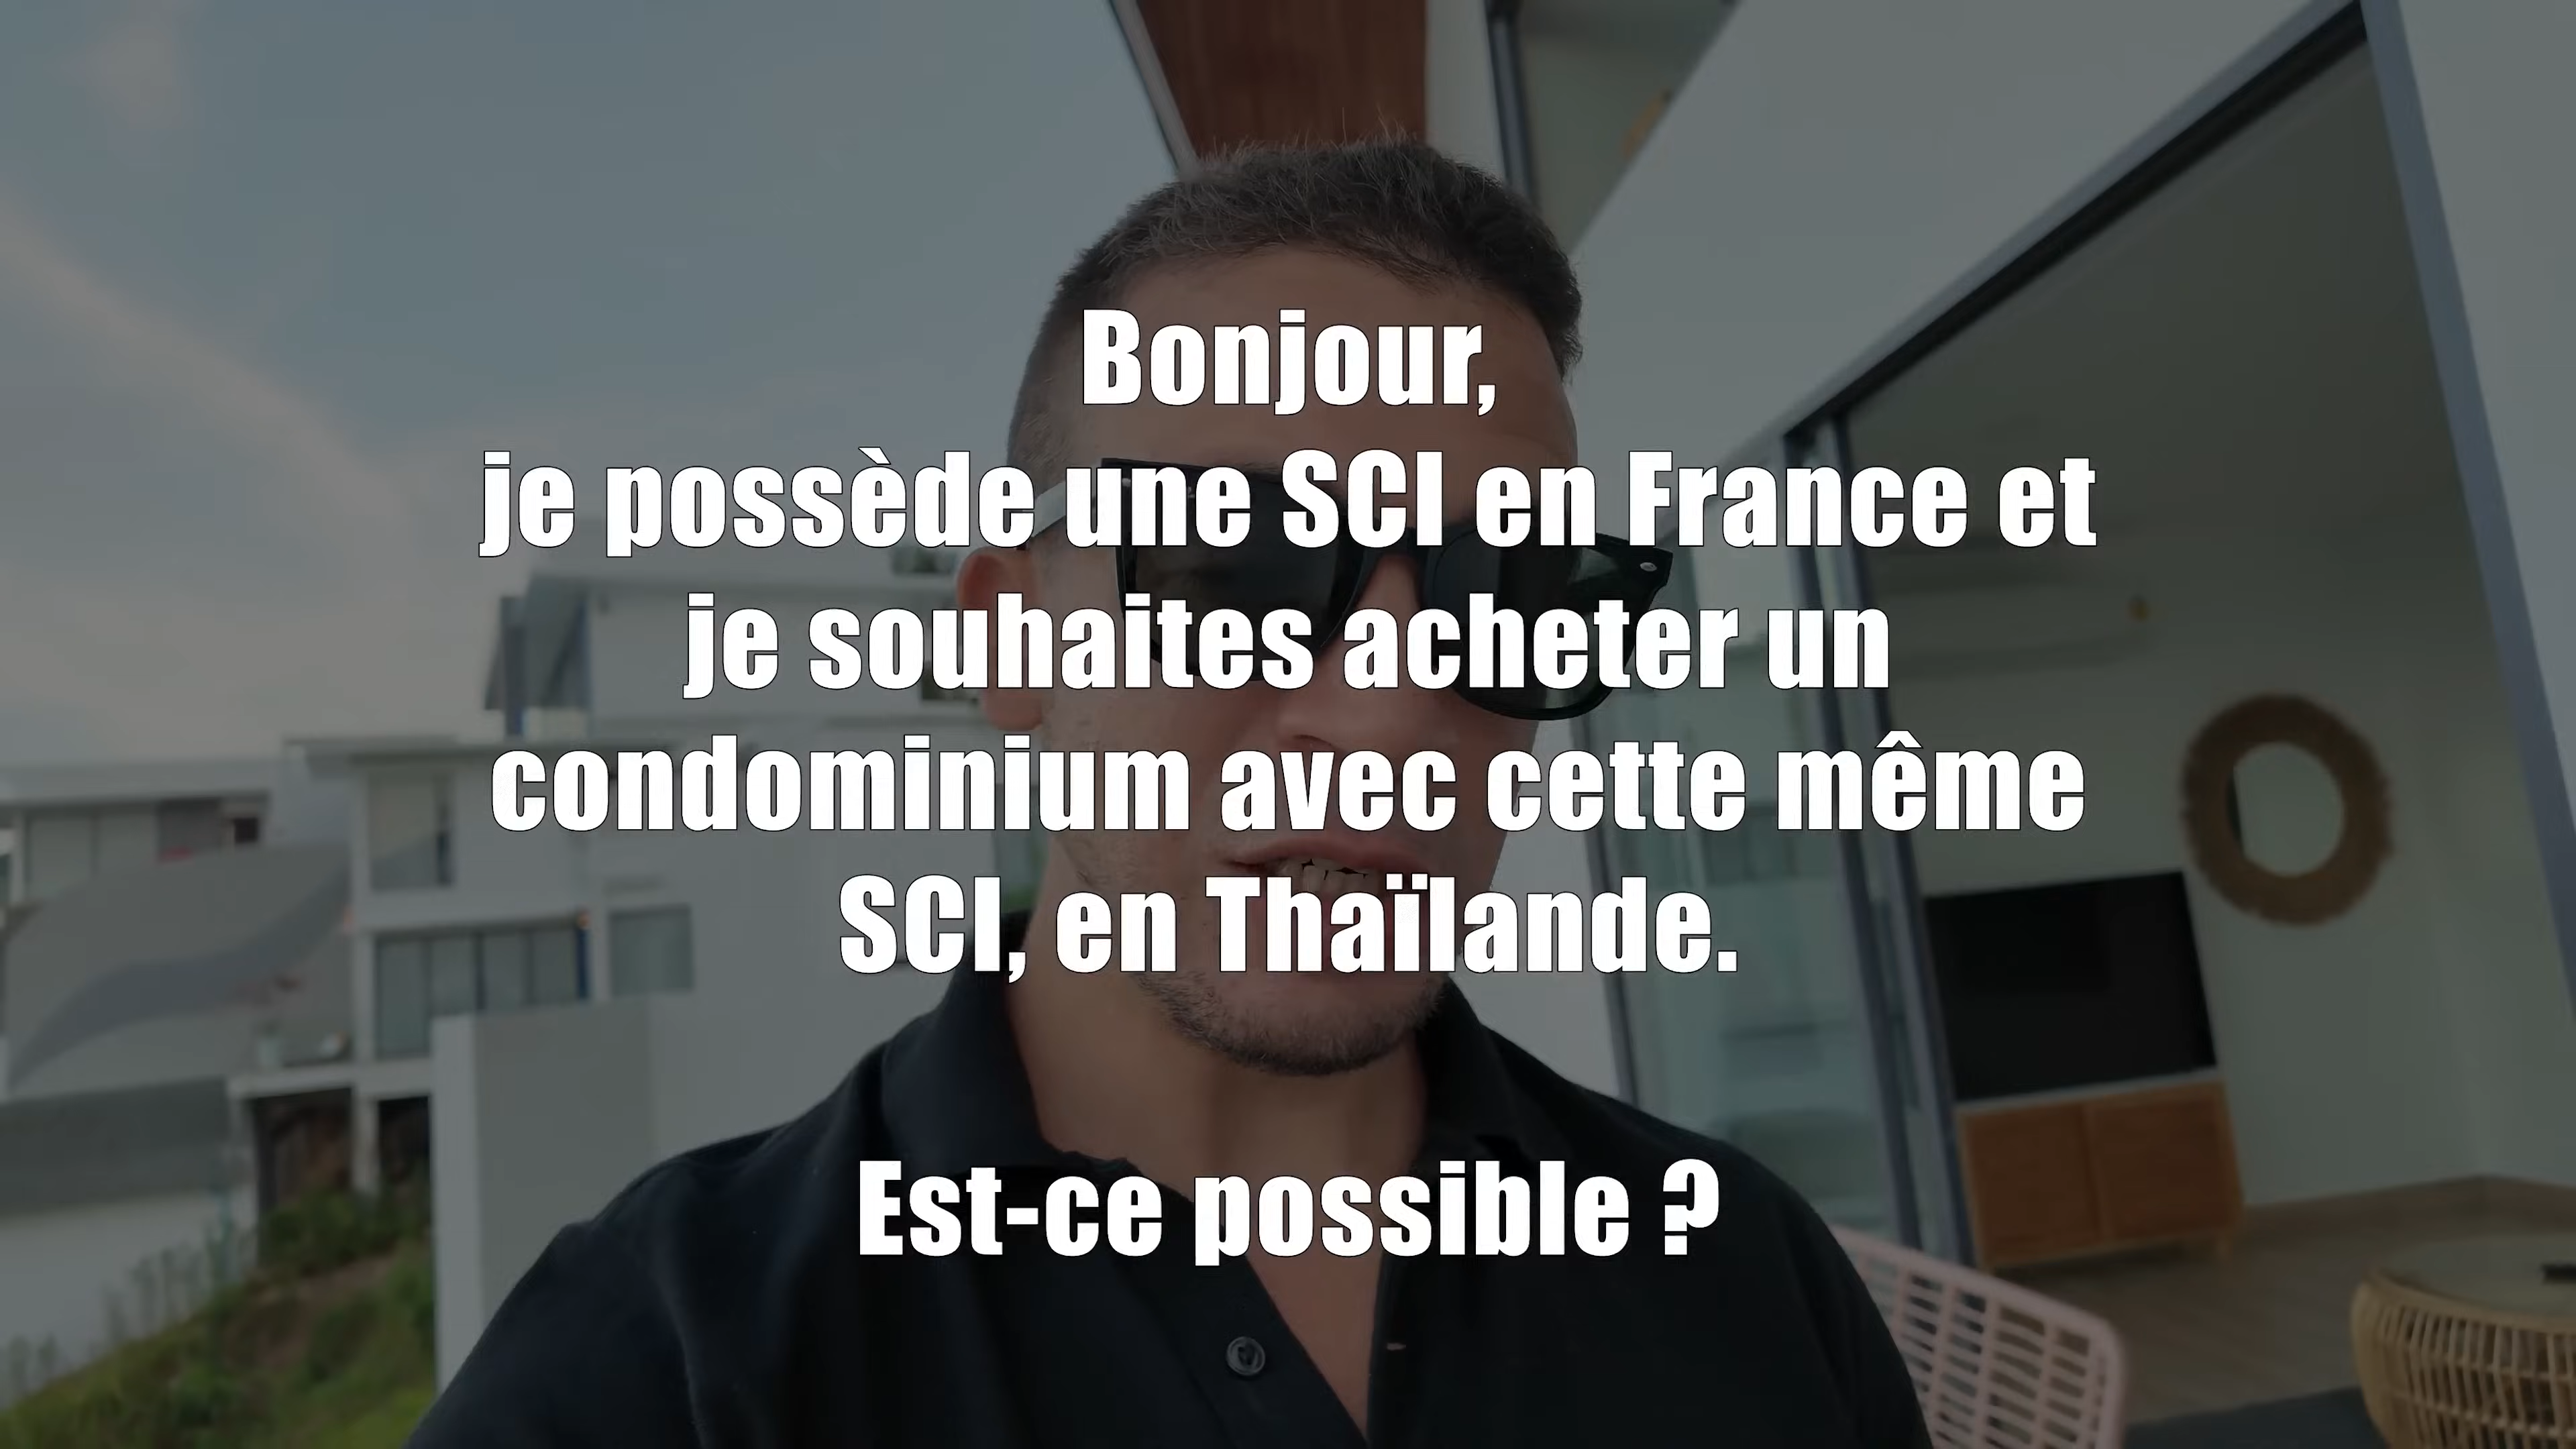 Bonjour,
je possède une SCI en France et
je souhaites acheter un
condominium avec cette même
SCI, en Thaïlande.
Est-ce possible ?